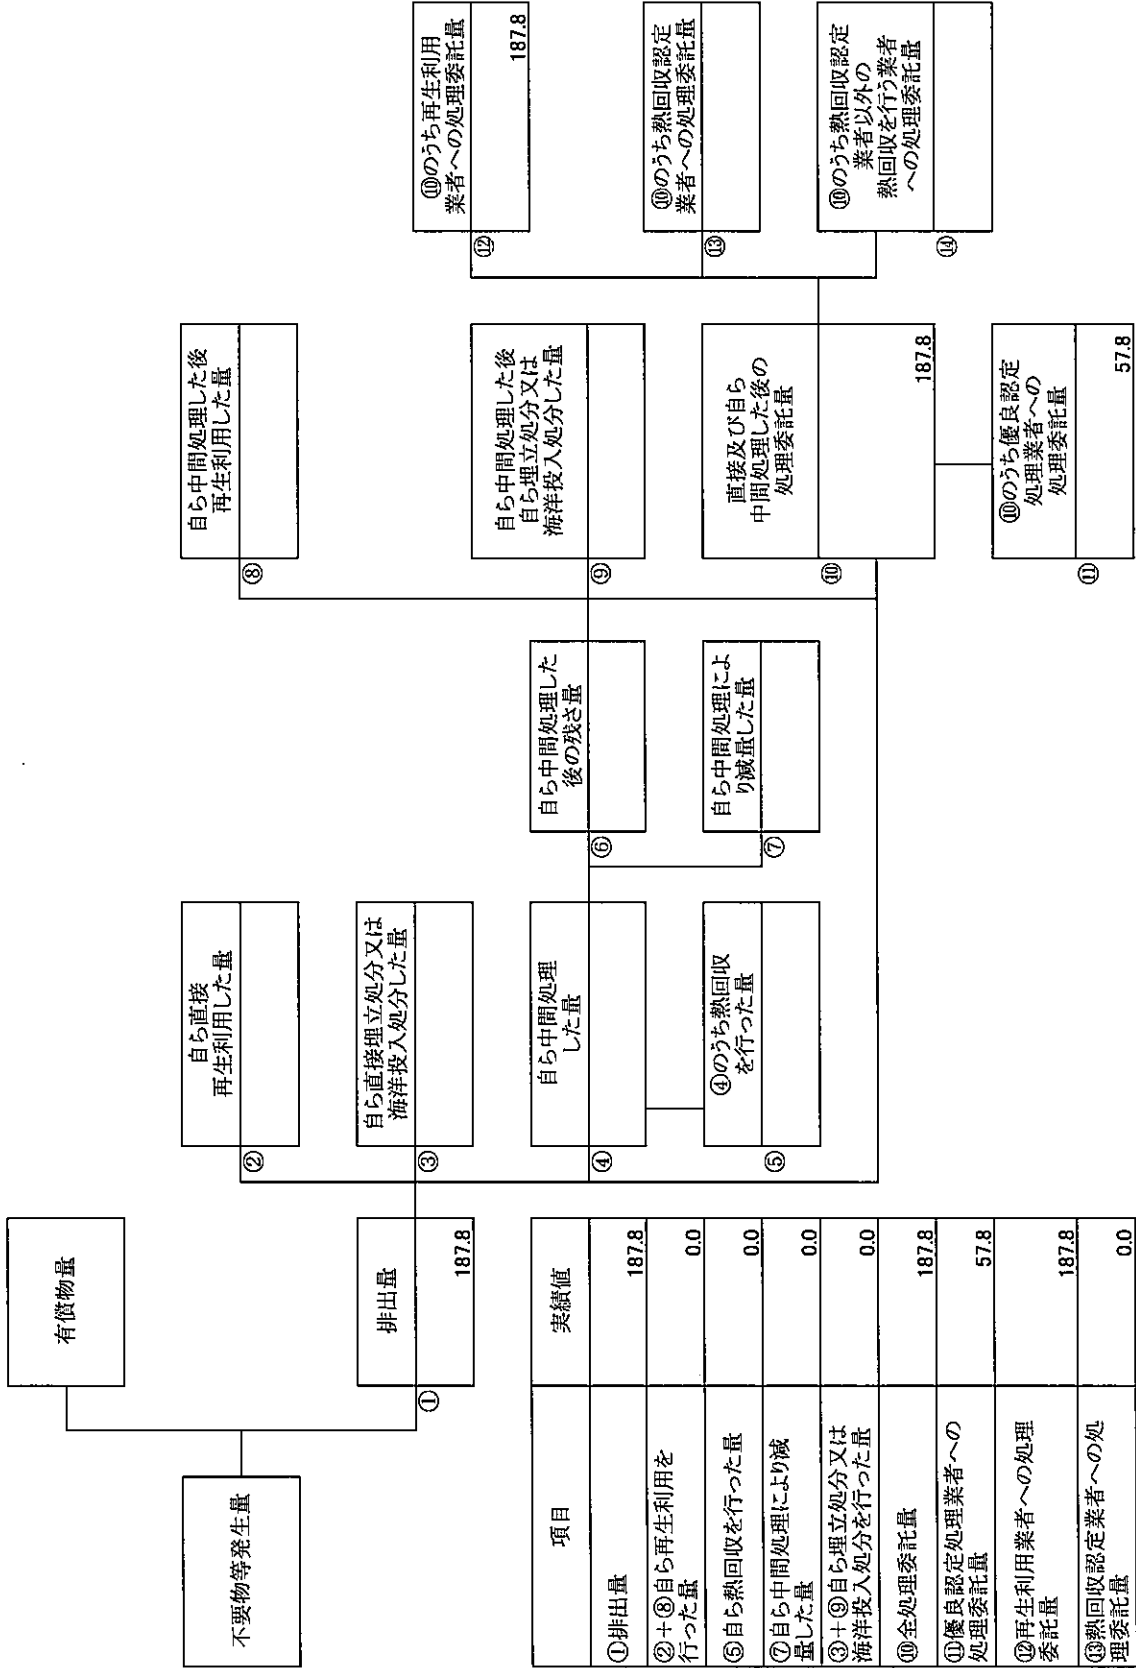 不要物等発生量
有償物量
排出量
①
187.8
自ら直接
再生利用した量
②
自ら直接埋立処分又は
海洋投入処分した量
③
自ら中間処理
した量
④
④のうち熱回収
を行った量
⑤
自ら中間処理した
後の残さ量
⑥
自ら中間処理によ
り減量した量
⑦
自ら中間処理した後
再生利用した量
⑧
自ら中間処理した後
自ら埋立処分又は
海洋投入処分した量
⑨
直接及び自ら
中間処理した後の
処理委託量
⑩
187.8
⑩のうち優良認定
処理業者への
処理委託量
⑪
57.8
⑩のうち再生利用
業者への処理委託量
⑫
187.8
⑩のうち熱回収認定
業者への処理委託量
⑬
⑩のうち熱回収認定
業者以外の
熱回収を行う業者
への処理委託量
⑭
項目 実績値
①排出量 187.8
②+⑧自ら再生利用を
行った量 0.0
⑤自ら熱回収を行った量 0.0
⑦自ら中間処理により減
量した量 0.0
③+⑨自ら埋立処分又は
海洋投入処分を行った量 0.0
⑩全処理委託量 187.8
⑪優良認定処理業者への
処理委託量 57.8
⑫再生利用業者への処理
委託量 187.8
⑬熱回収認定業者への処
理委託量 0.0